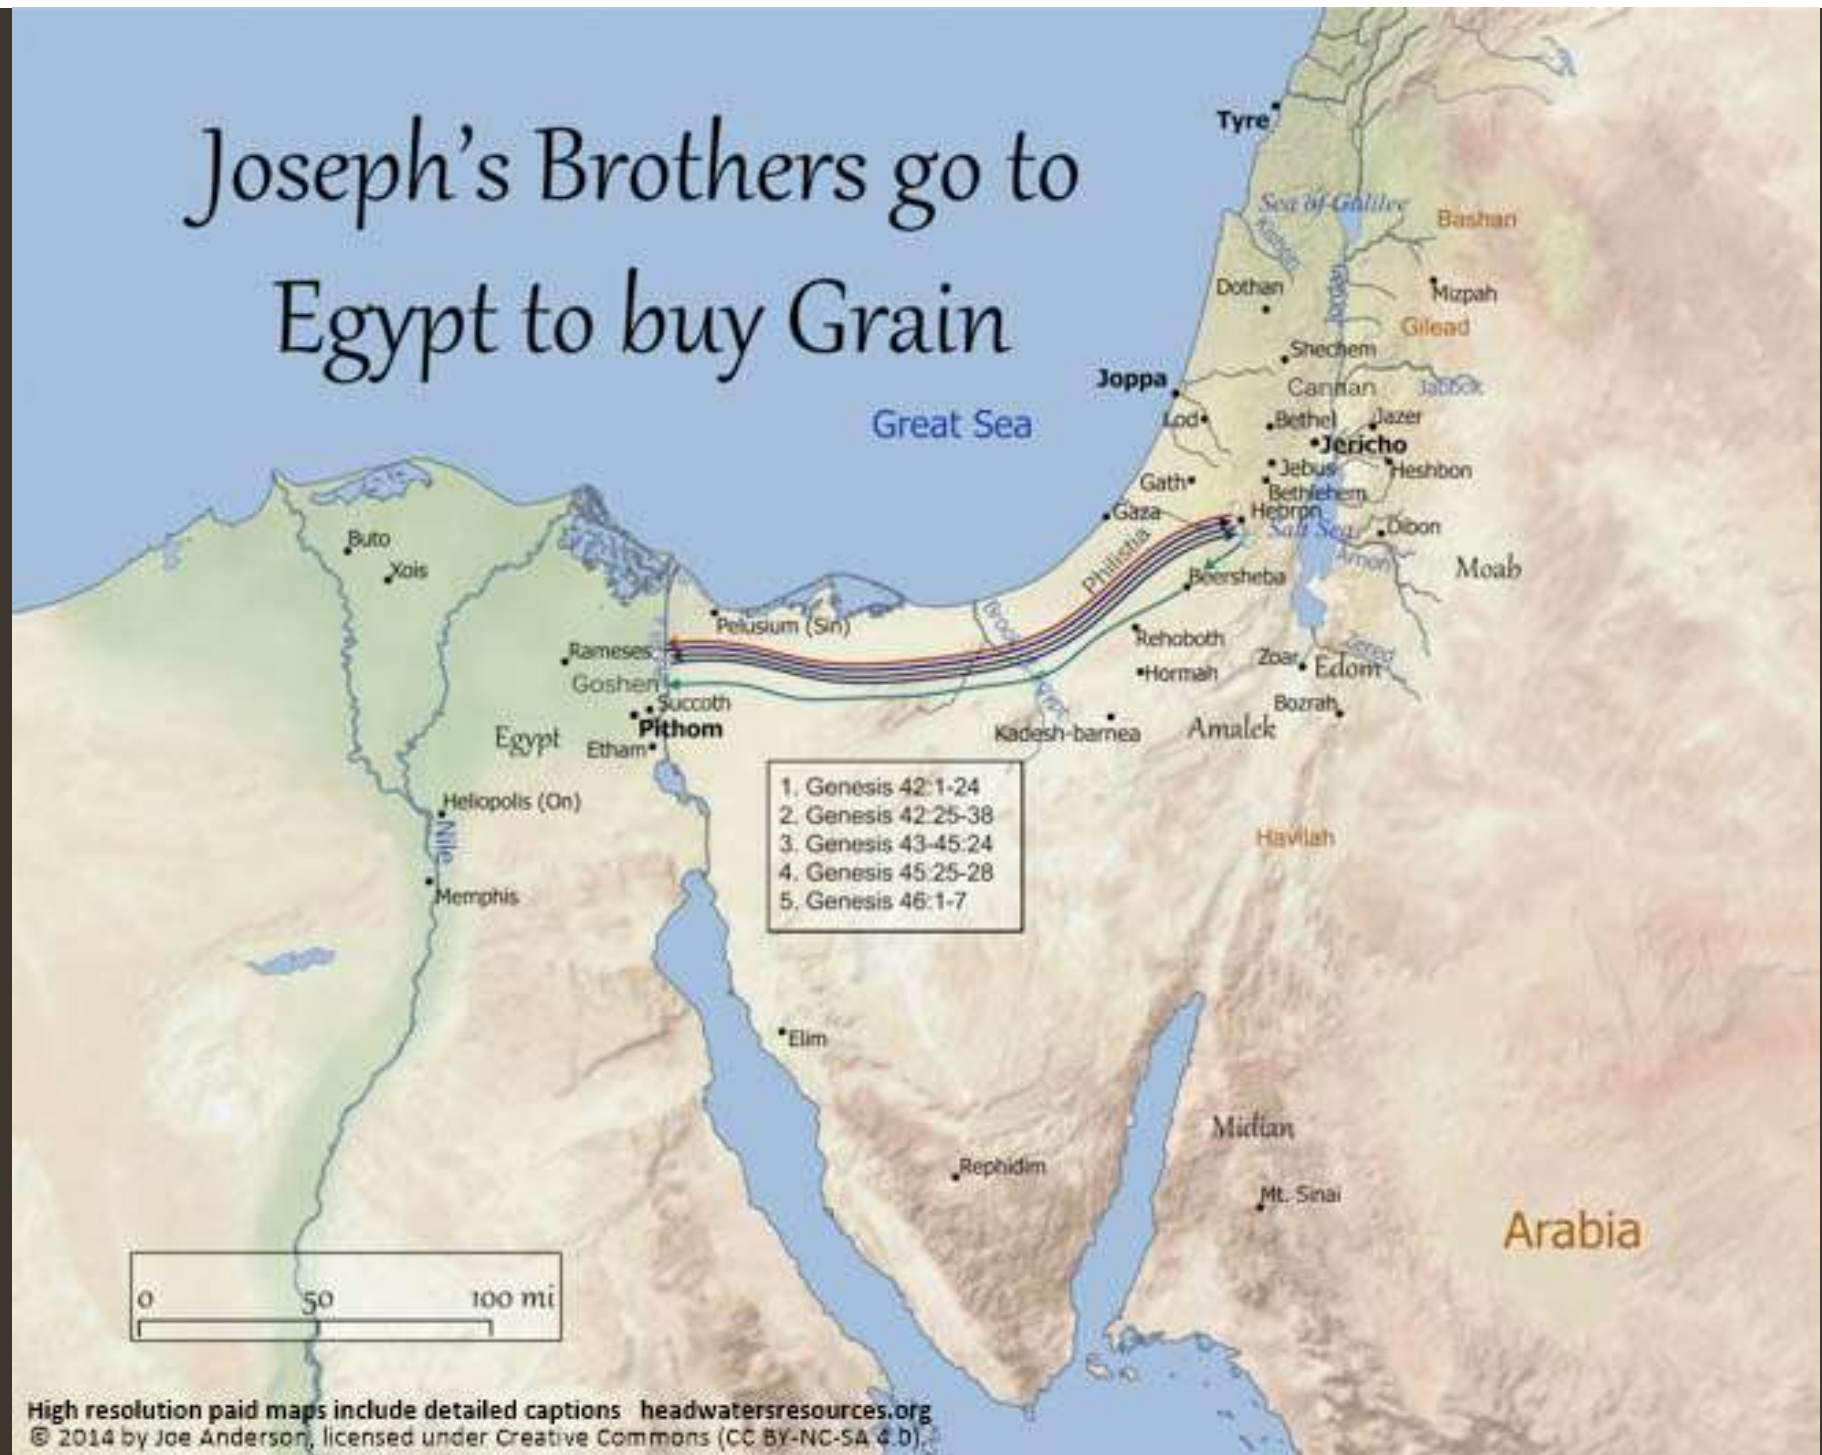 Joseph's Brothers go to
Egypt to buy Grain
Tyre
Sea of Galilee
Kishon
Bashan
Jordan
Dothan
Mizpah
Gilead
Shechem
Joppa
Canaan
Jabbok
Great Sea
Lod
Bethel
Jazer
Jericho
Jebus
Heshbon
Gath
Bethlehem
Gaza
Hebron
Salt Sea
Dibon
Buto
Philistia
Arnon
Moab
Xois
Beersheba
Pelusium (Sin)
Brook
Rehoboth
Rameses
Zered
Zoar
Edom
Hormah
Goshen
Succoth
Bozrah
Pithom
Kadesh-barnea
Amalek
Egypt
Etham
1. Genesis 42:1-24
2. Genesis 42:25-38
3. Genesis 43-45:24
4. Genesis 45:25-28
5. Genesis 46:1-7
Heliopolis (On)
Nile
Havilah
Memphis
Elim
Midian
Rephidim
Mt. Sinai
Arabia
0 50 100 mi
High resolution paid maps include detailed captions headwatersresources.org
© 2014 by Joe Anderson, licensed under Creative Commons (CC BY-NC-SA 4.0).